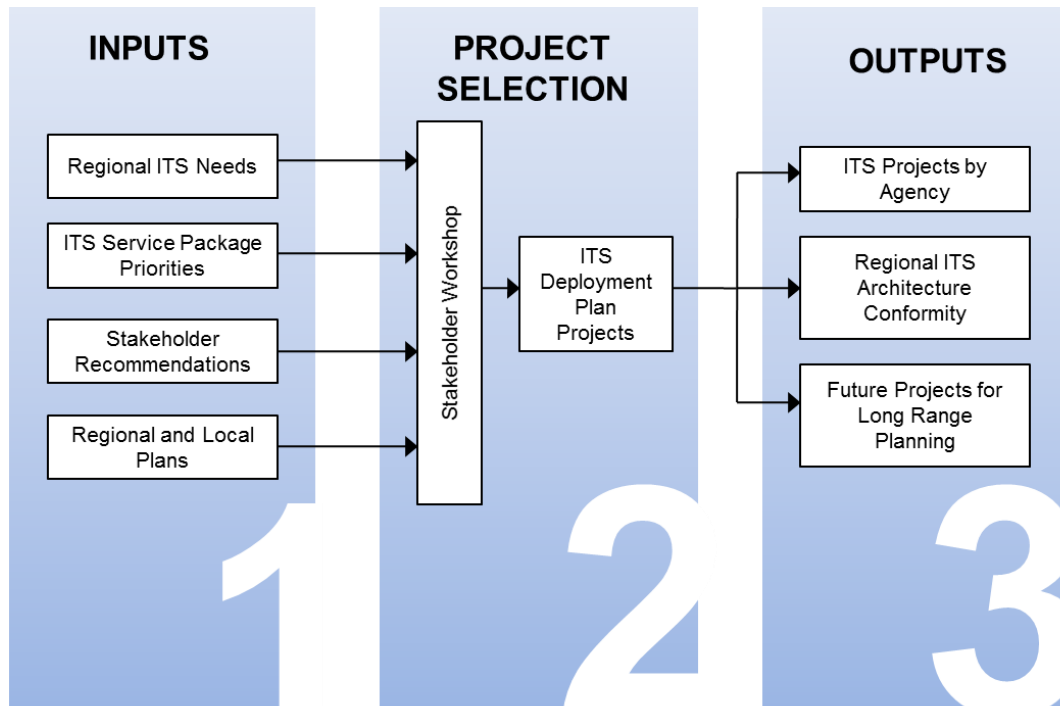 INPUTS
Regional ITS Needs
ITS Service Package
Priorities
Stakeholder
Recommendations
Regional and Local
Plans
1
PROJECT
SELECTION
Stakeholder Workshop
ITS
Deployment
Plan
Projects
2
OUTPUTS
ITS Projects by
Agency
Regional ITS
Architecture
Conformity
Future Projects for
Long Range
Planning
3